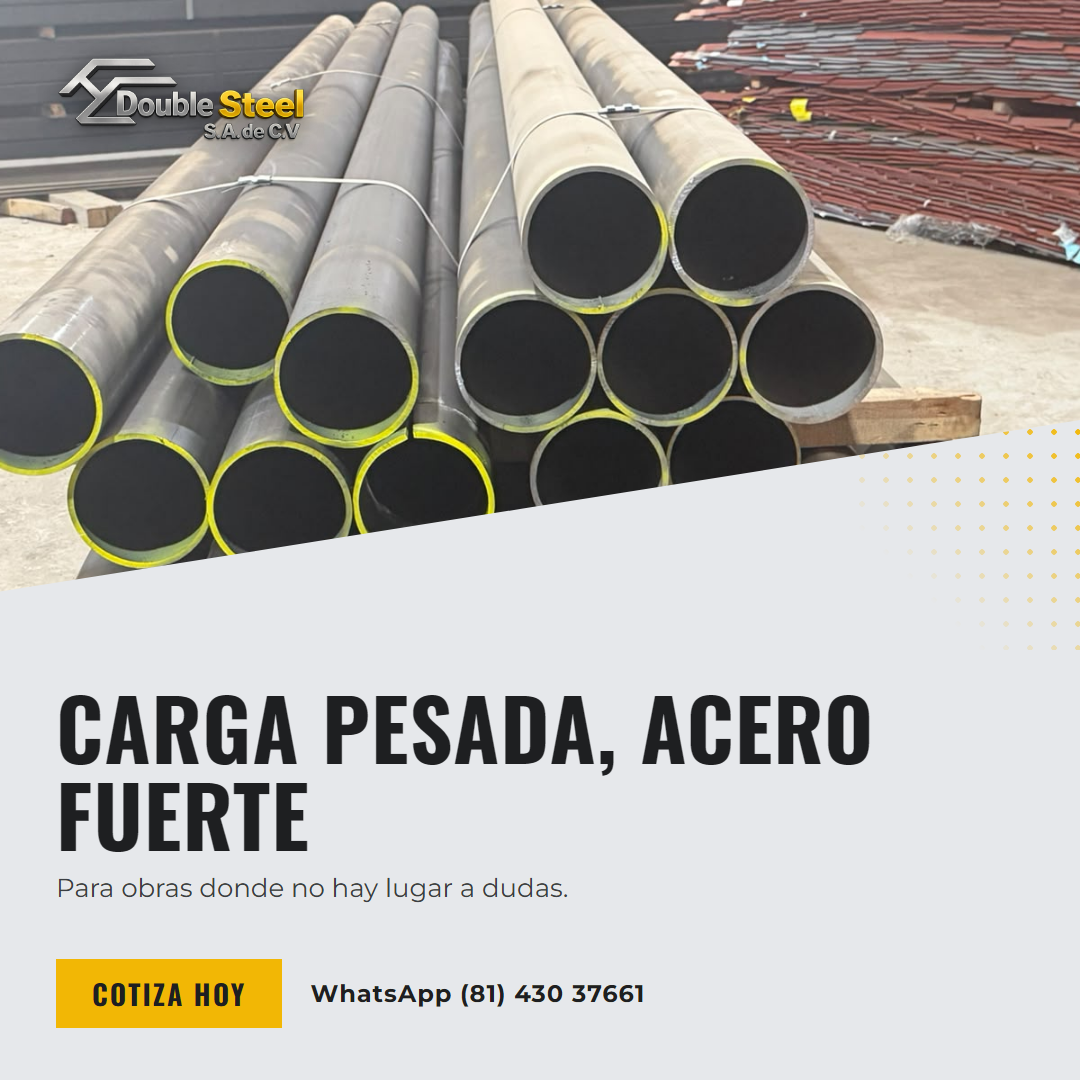 Double Steel
S.A. de C.V
CARGA PESADA, ACERO
FUERTE
Para obras donde no hay lugar a dudas.
COTIZA HOY
WhatsApp (81) 430 37661